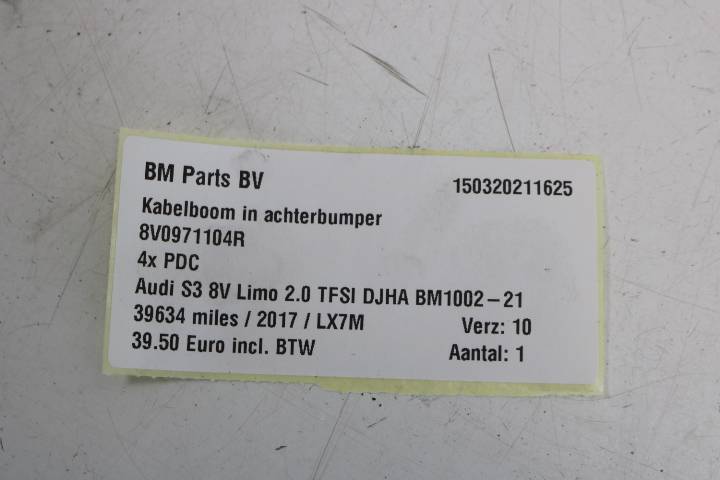 BM Parts BV 150320211625
Kabelboom in achterbumper
8V0971104R
4x PDC
Audi S3 8V Limo 2.0 TFSI DJHA BM1002-21
39634 miles / 2017 / LX7M Verz: 10
39.50 Euro incl. BTW Aantal: 1